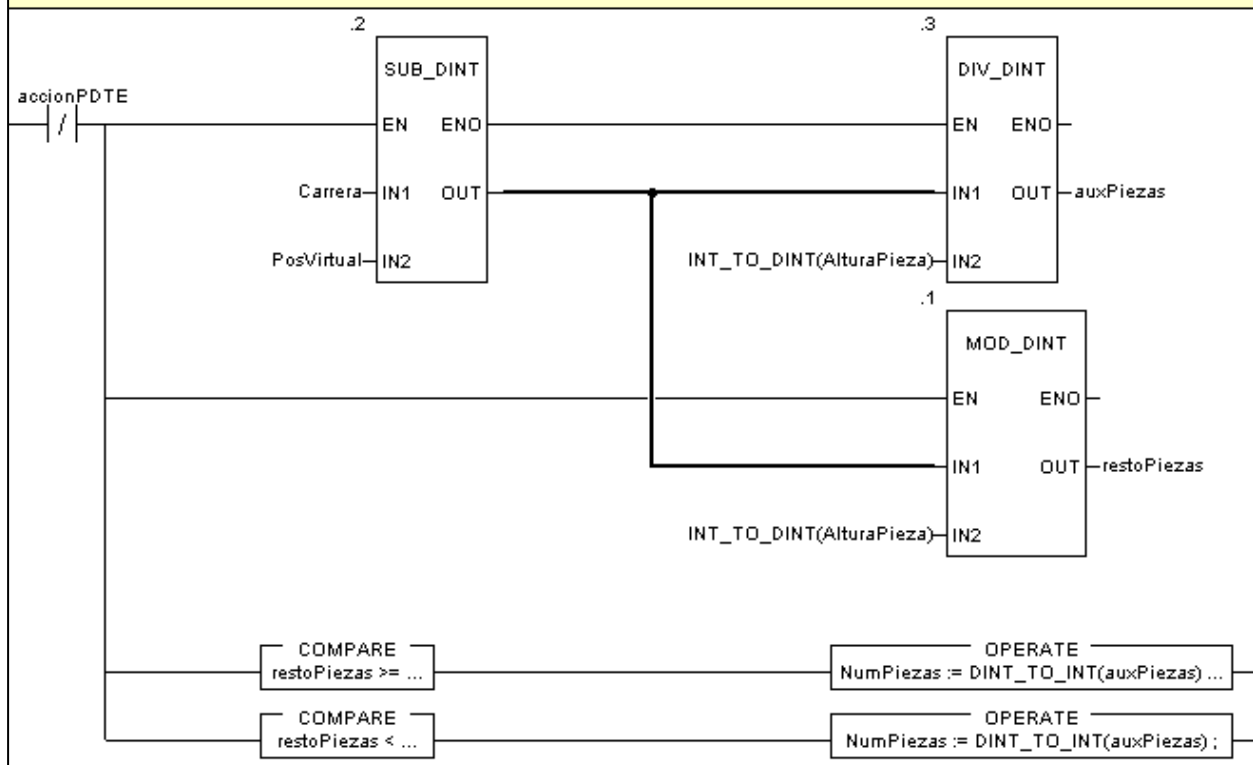 .2
.3
SUB_DINT
DIV_DINT
accionPDTE
/
EN ENO
EN ENO
Carrera IN1 OUT
IN1 OUT auxPiezas
PosVirtual IN2
INT_TO_DINT(AlturaPieza) IN2
.1
MOD_DINT
EN ENO
IN1 OUT restoPiezas
INT_TO_DINT(AlturaPieza) IN2
COMPARE
restoPiezas >= ...
OPERATE
NumPiezas := DINT_TO_INT(auxPiezas) ...
COMPARE
restoPiezas < ...
OPERATE
NumPiezas := DINT_TO_INT(auxPiezas) ;